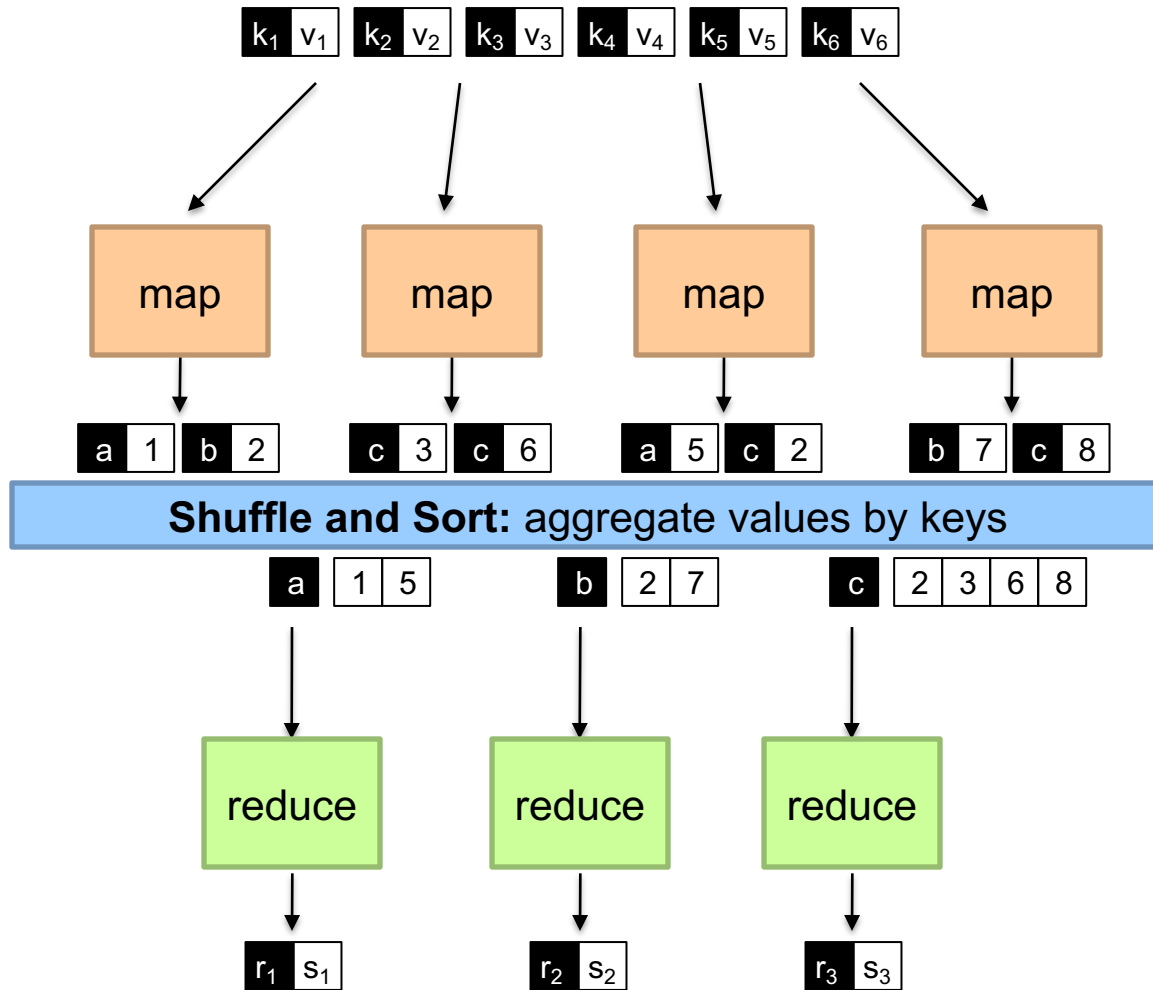 k₁ v₁ k₂ v₂ k₃ v₃ k₄ v₄ k₅ v₅ k₆ v₆
map map map map
a 1 b 2 c 3 c 6 a 5 c 2 b 7 c 8
Shuffle and Sort: aggregate values by keys
a 1 5 b 2 7 c 2 3 6 8
reduce reduce reduce
r₁ s₁ r₂ s₂ r₃ s₃